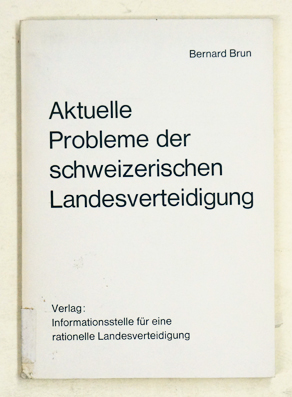 Bernard Brun
Aktuelle
Probleme der
schweizerischen
Landesverteidigung
Verlag:
Informationsstelle für eine
rationelle Landesverteidigung